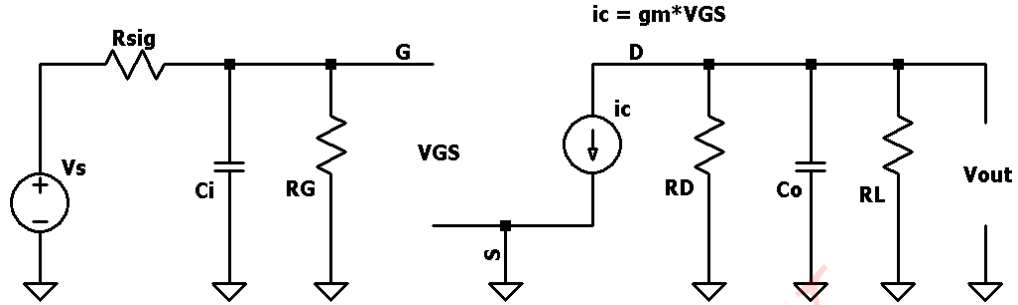 ic = gm*VGS
Rsig
G
D
ic
Vs
VGS
Ci
RG
RD
Co
RL
Vout
S